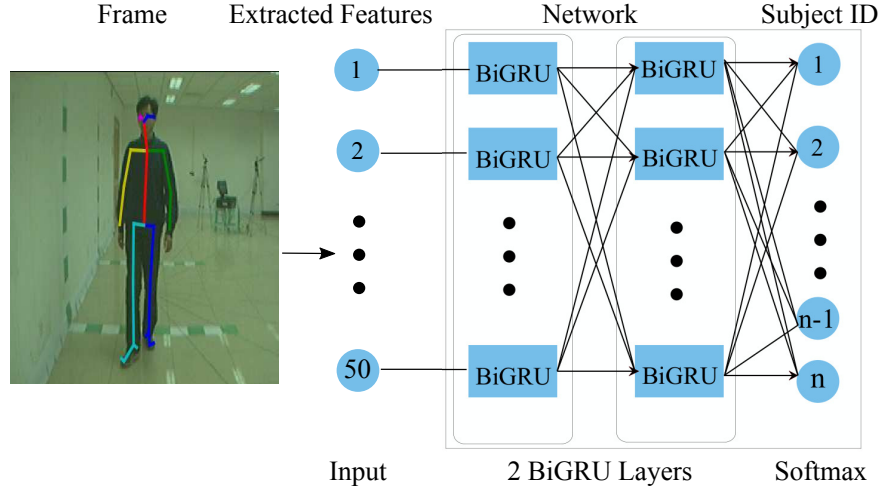 Frame Extracted Features Network Subject ID
1 BiGRU BiGRU 1
2 BiGRU BiGRU 2
n-1
50 BiGRU BiGRU n
Input 2 BiGRU Layers Softmax